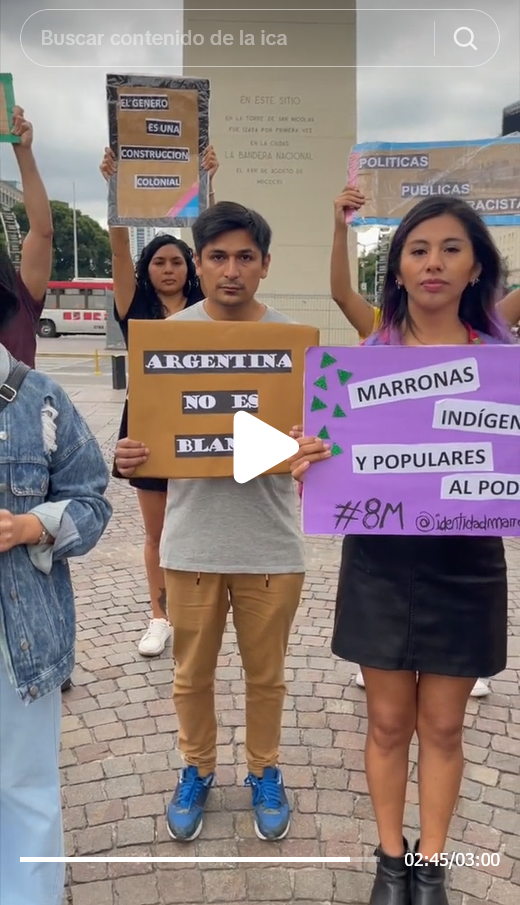 Buscar contenido de la ica
EN ESTE SITIO
EN LA TORRE DE SAN NICOLAS
FUE IZADA POR PRIMERA VEZ
EN LA CIUDAD
LA BANDERA NACIONAL
EL XXIII DE AGOSTO DE
MDCCCXII
EL GENERO
ES UNA
CONSTRUCCION
COLONIAL
POLITICAS
PUBLICAS
RACISTA
ARGENTINA
NO ES
BLAN
MARRONAS
INDÍGEN
Y POPULARES
AL POD
#8M @identidadmarro
02:45/03:00